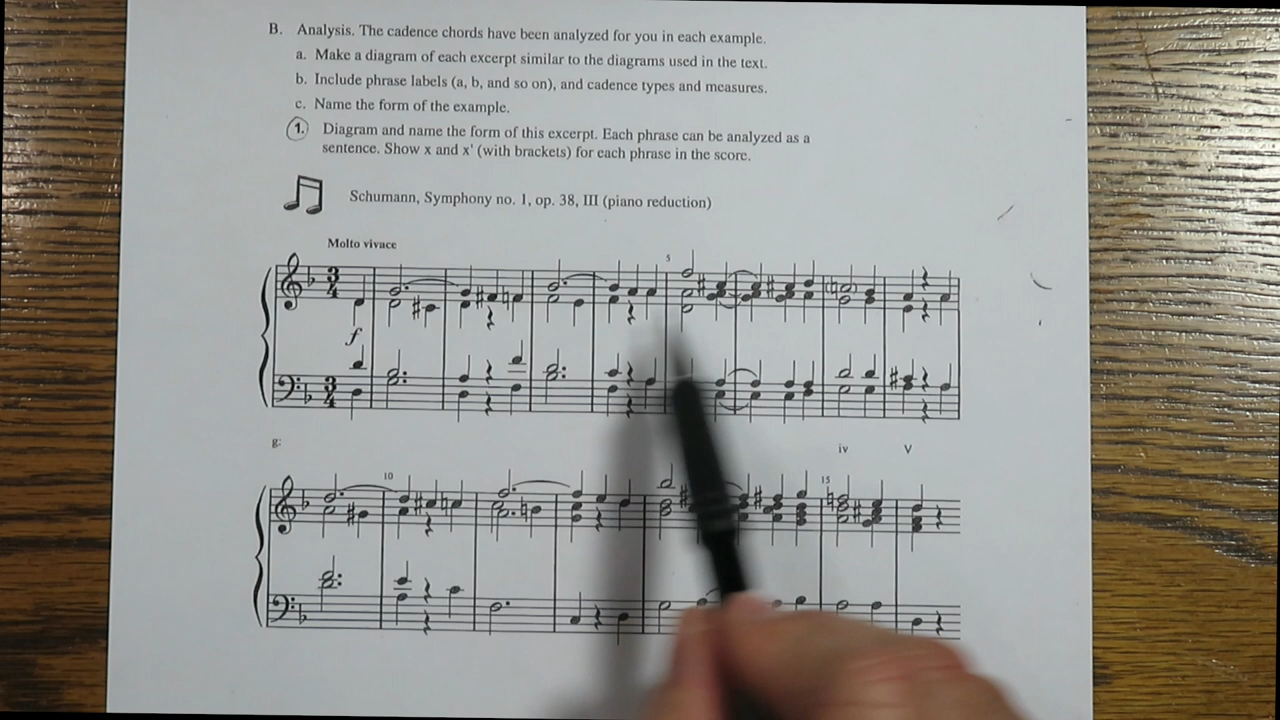 B. Analysis. The cadence chords have been analyzed for you in each example.
a. Make a diagram of each excerpt similar to the diagrams used in the text.
b. Include phrase labels (a, b, and so on), and cadence types and measures.
c. Name the form of the example.
1. Diagram and name the form of this excerpt. Each phrase can be analyzed as a
sentence. Show x and x' (with brackets) for each phrase in the score.
Schumann, Symphony no. 1, op. 38, III (piano reduction)
Molto vivace
5
3
4
f
3
4
g: iv V
10
15